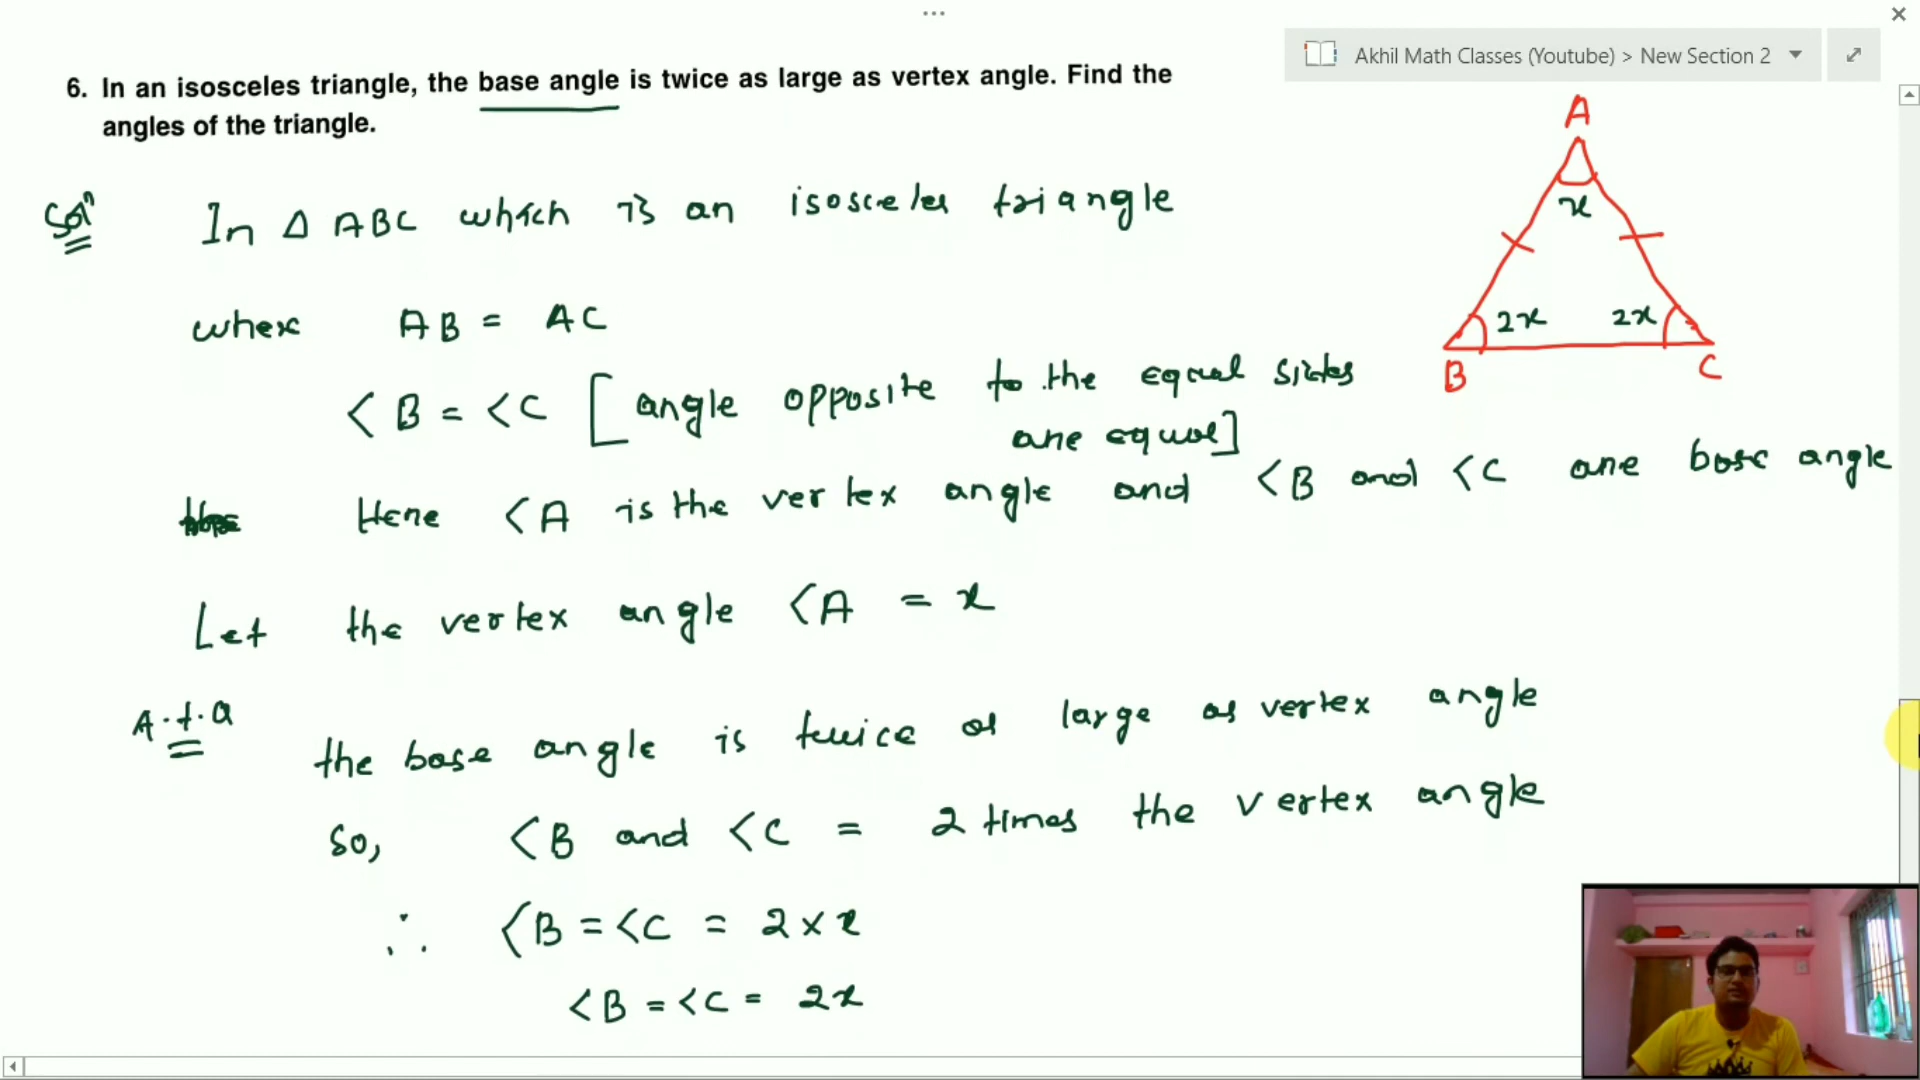 Akhil Math Classes (Youtube) > New Section 2
6. In an isosceles triangle, the base angle is twice as large as vertex angle. Find the
angles of the triangle.
A
x
2x 2x
B C
Solⁿ In Δ ABC which is an isosceles triangle
where AB = AC
<B = <C [angle opposite to the equal sides
are equal]
Here <A is the vertex angle and <B and <C are base angle
Let the vertex angle <A = x
A.t.Q
the base angle is twice as large as vertex angle
So, <B and <C = 2 times the vertex angle
∴ <B = <C = 2 × x
<B = <C = 2x